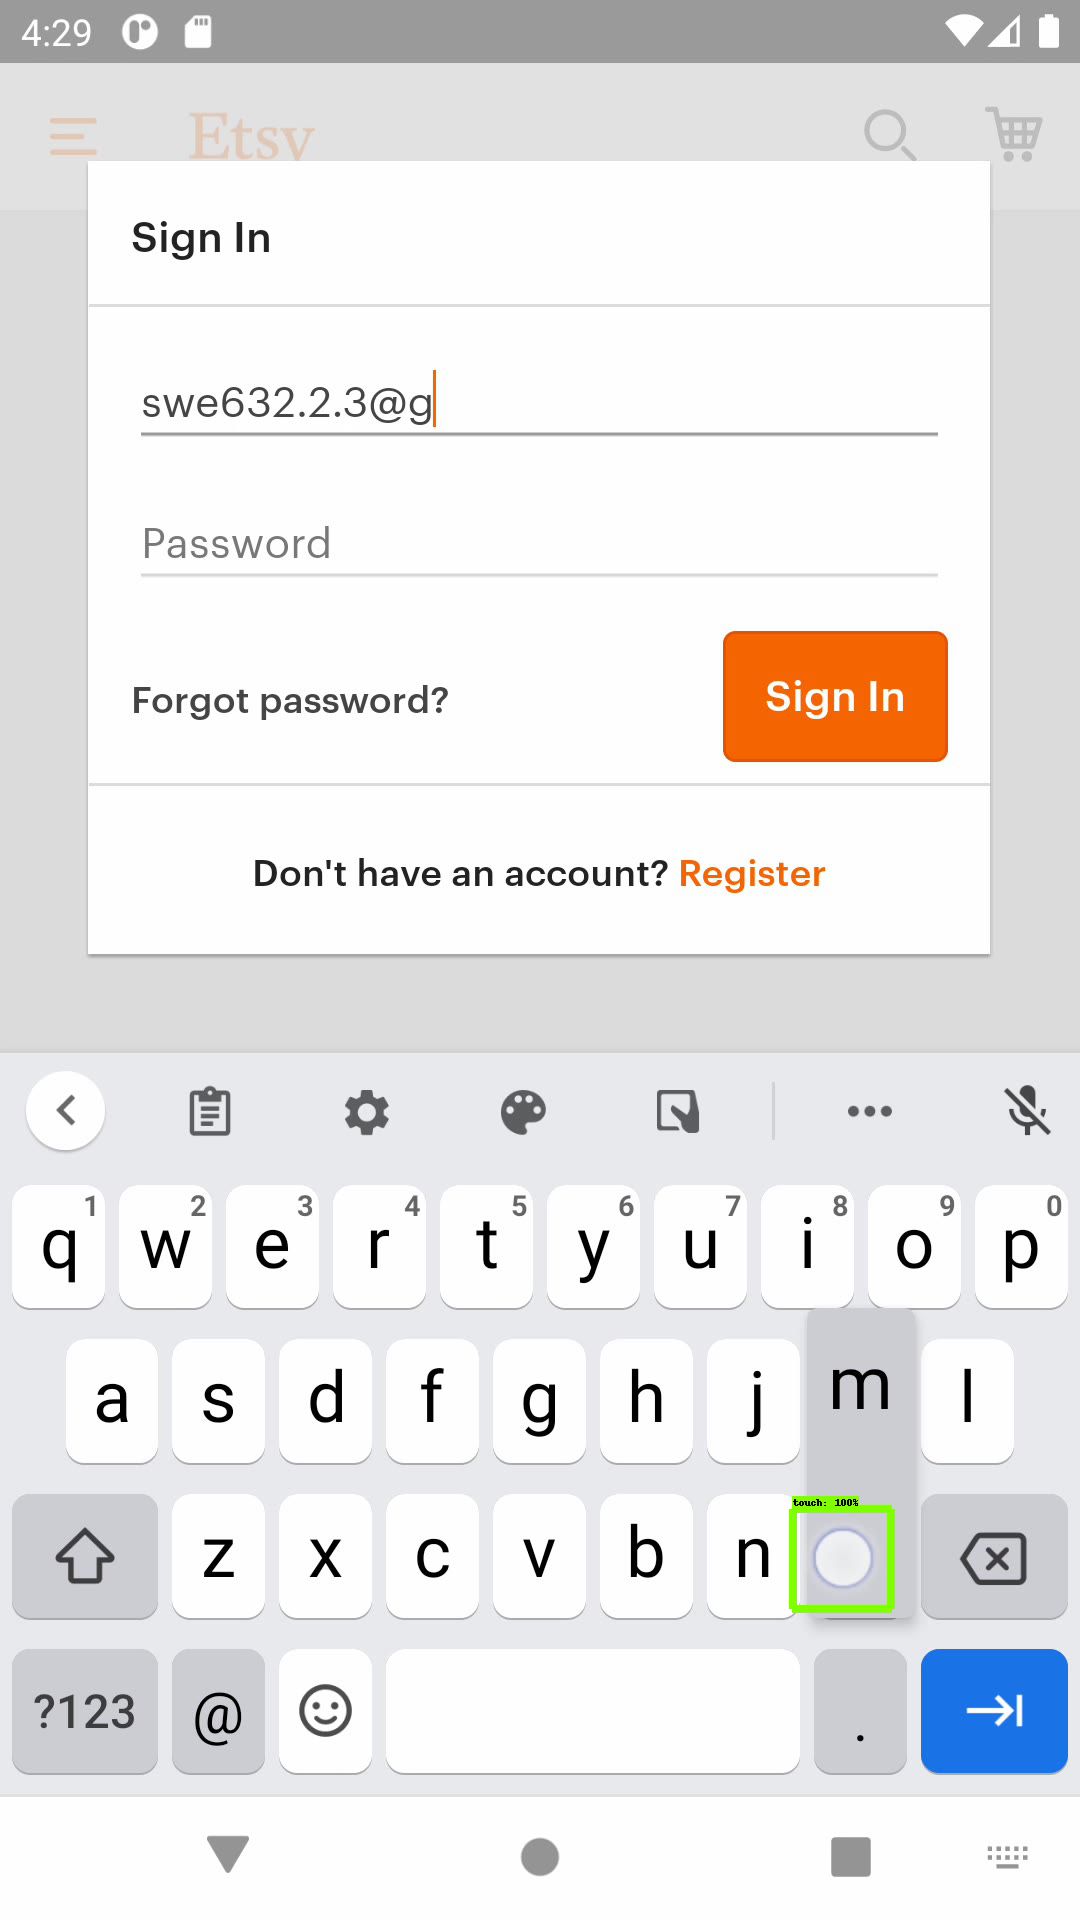 4:29
Etsy
Sign In
swe632.2.3@g
Password
Forgot password?
Sign In
Don't have an account? Register
q 1 w 2 e 3 r 4 t 5 y 6 u 7 i 8 o 9 p 0
a s d f g h j m l
touch: 100%
z x c v b n
?123 @ .